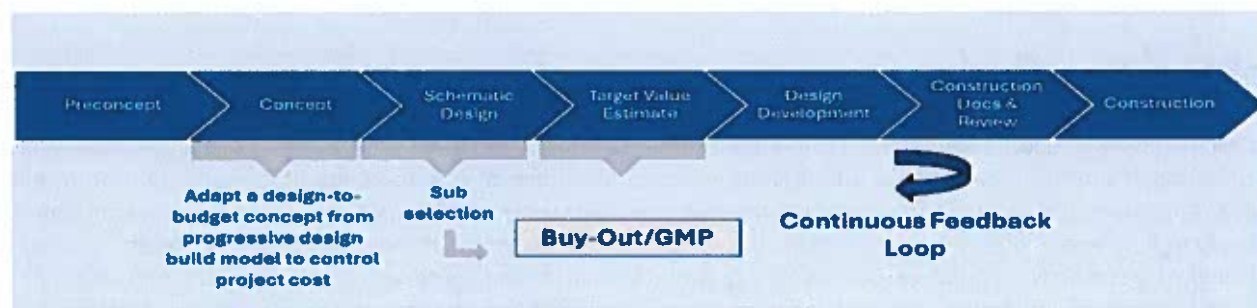 Preconcept
Concept
Schematic
Design
Target Value
Estimate
Design
Development
Construction
Docs &
Review
Construction
Adapt a design-to-
budget concept from
progressive design
build model to control
project cost
Sub
selection
Buy-Out/GMP
Continuous Feedback
Loop